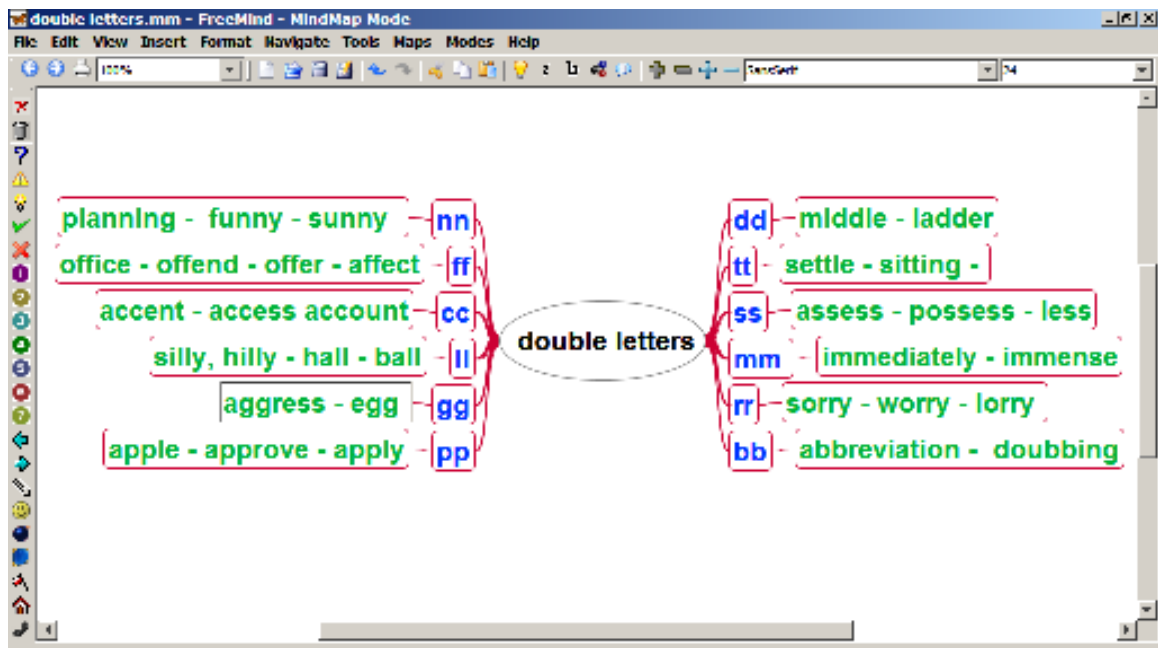 double letters.mm - FreeMind - MindMap Mode
File Edit View Insert Format Navigate Tools Maps Modes Help
100%
SansSerif
24
planning - funny - sunny
nn
office - offend - offer - affect
ff
accent - access account
cc
silly, hilly - hall - ball
ll
aggress - egg
gg
apple - approve - apply
pp
double letters
dd
middle - ladder
tt
settle - sitting -
ss
assess - possess - less
mm
immediately - immense
rr
sorry - worry - lorry
bb
abbreviation - doubbing